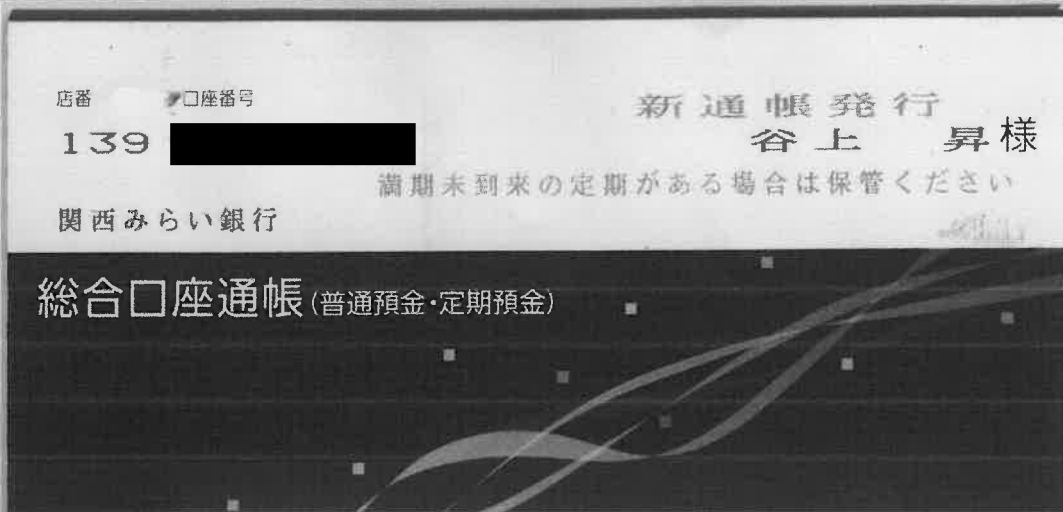 店番 口座番号
新通帳発行
139
谷上 昇様
満期未到来の定期がある場合は保管ください
関西みらい銀行
総合口座通帳(普通預金・定期預金)